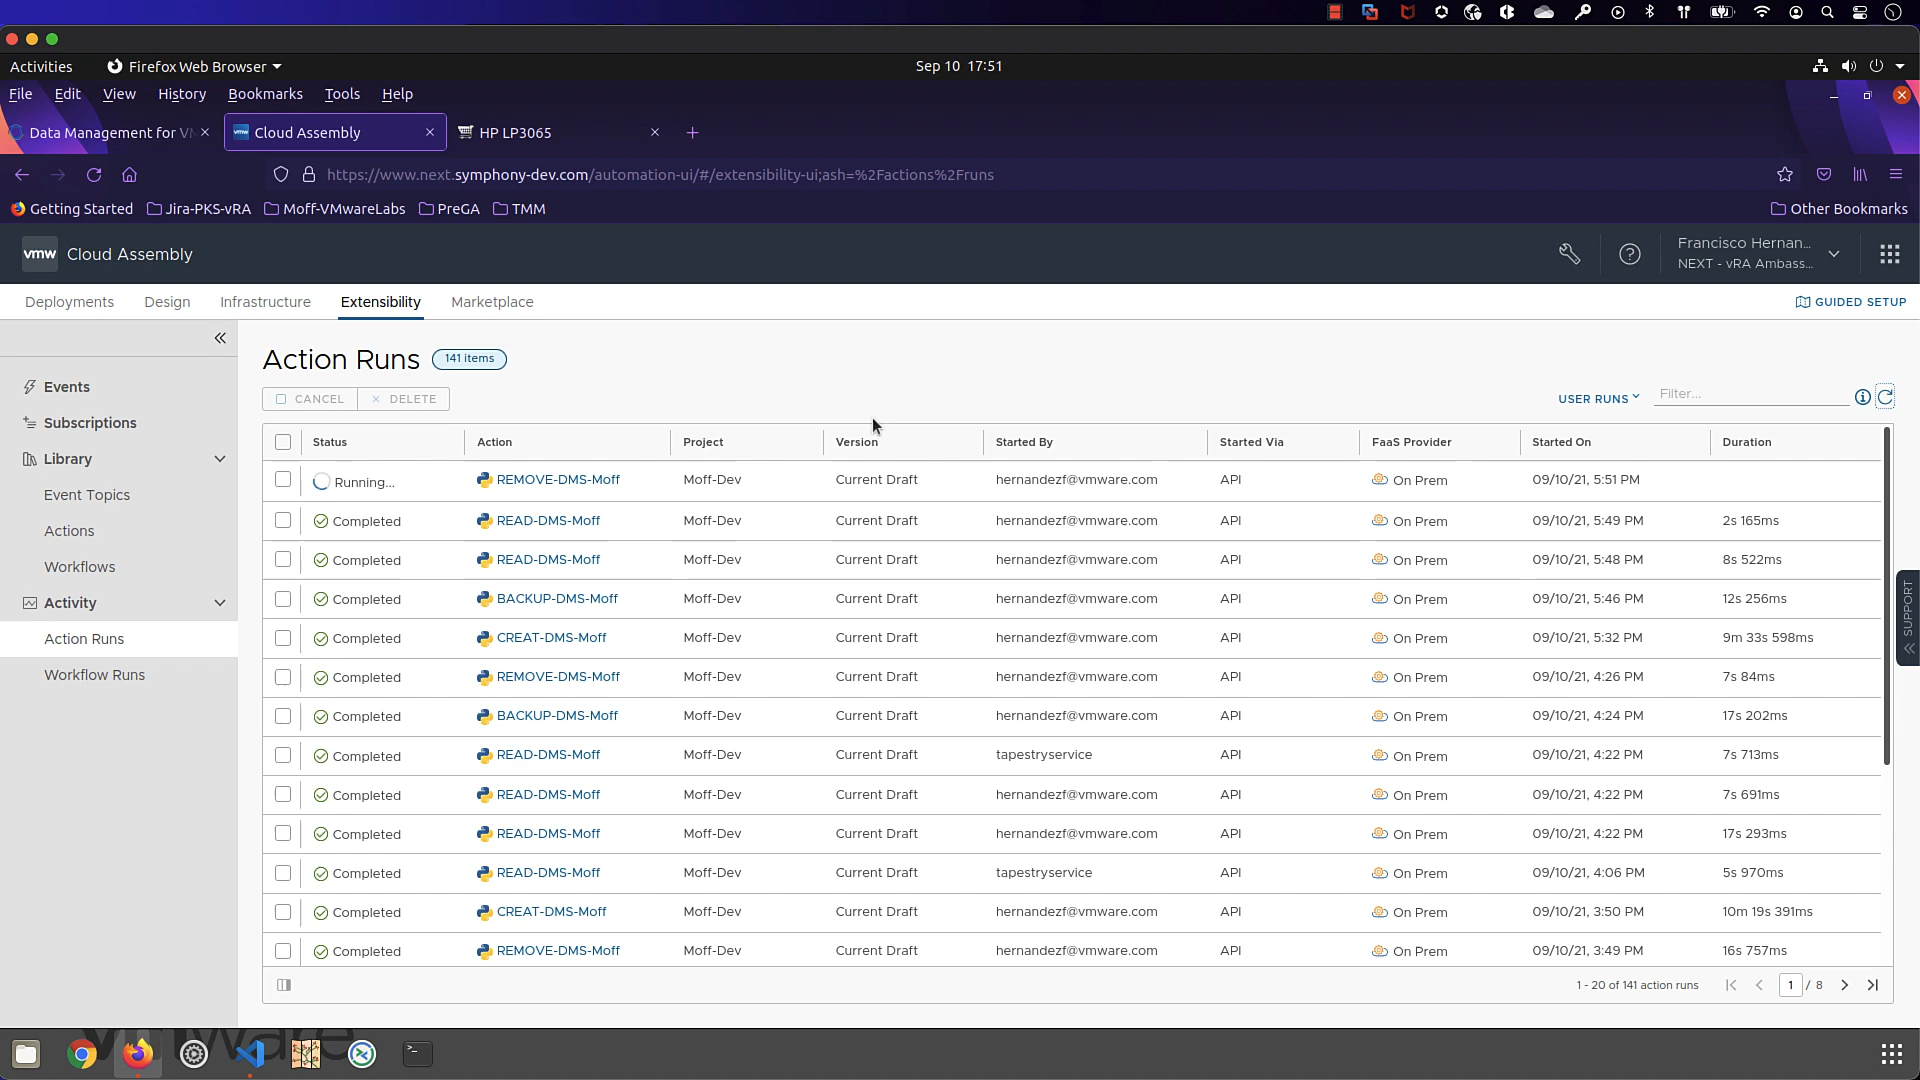 Activities
Firefox Web Browser
Sep 10 17:51
File Edit View History Bookmarks Tools Help
Data Management for VM
Cloud Assembly
HP LP3065
https://www.next.symphony-dev.com/automation-ui/#/extensibility-ui;ash=%2Factions%2Fruns
Getting Started Jira-PKS-vRA Moff-VMwareLabs PreGA TMM Other Bookmarks
vmw Cloud Assembly
Francisco Hernan...
NEXT - vRA Ambass...
Deployments Design Infrastructure Extensibility Marketplace GUIDED SETUP
Events
Subscriptions
Library
Event Topics
Actions
Workflows
Activity
Action Runs
Workflow Runs
Action Runs 141 items
CANCEL DELETE
USER RUNS Filter...
Status Action Project Version Started By Started Via FaaS Provider Started On Duration
Running... REMOVE-DMS-Moff Moff-Dev Current Draft hernandezf@vmware.com API On Prem 09/10/21, 5:51 PM
Completed READ-DMS-Moff Moff-Dev Current Draft hernandezf@vmware.com API On Prem 09/10/21, 5:49 PM 2s 165ms
Completed READ-DMS-Moff Moff-Dev Current Draft hernandezf@vmware.com API On Prem 09/10/21, 5:48 PM 8s 522ms
Completed BACKUP-DMS-Moff Moff-Dev Current Draft hernandezf@vmware.com API On Prem 09/10/21, 5:46 PM 12s 256ms
Completed CREAT-DMS-Moff Moff-Dev Current Draft hernandezf@vmware.com API On Prem 09/10/21, 5:32 PM 9m 33s 598ms
Completed REMOVE-DMS-Moff Moff-Dev Current Draft hernandezf@vmware.com API On Prem 09/10/21, 4:26 PM 7s 84ms
Completed BACKUP-DMS-Moff Moff-Dev Current Draft hernandezf@vmware.com API On Prem 09/10/21, 4:24 PM 17s 202ms
Completed READ-DMS-Moff Moff-Dev Current Draft tapestryservice API On Prem 09/10/21, 4:22 PM 7s 713ms
Completed READ-DMS-Moff Moff-Dev Current Draft hernandezf@vmware.com API On Prem 09/10/21, 4:22 PM 7s 691ms
Completed READ-DMS-Moff Moff-Dev Current Draft hernandezf@vmware.com API On Prem 09/10/21, 4:22 PM 17s 293ms
Completed READ-DMS-Moff Moff-Dev Current Draft tapestryservice API On Prem 09/10/21, 4:06 PM 5s 970ms
Completed CREAT-DMS-Moff Moff-Dev Current Draft hernandezf@vmware.com API On Prem 09/10/21, 3:50 PM 10m 19s 391ms
Completed REMOVE-DMS-Moff Moff-Dev Current Draft hernandezf@vmware.com API On Prem 09/10/21, 3:49 PM 16s 757ms
1 - 20 of 141 action runs 1 / 8
SUPPORT
vmware